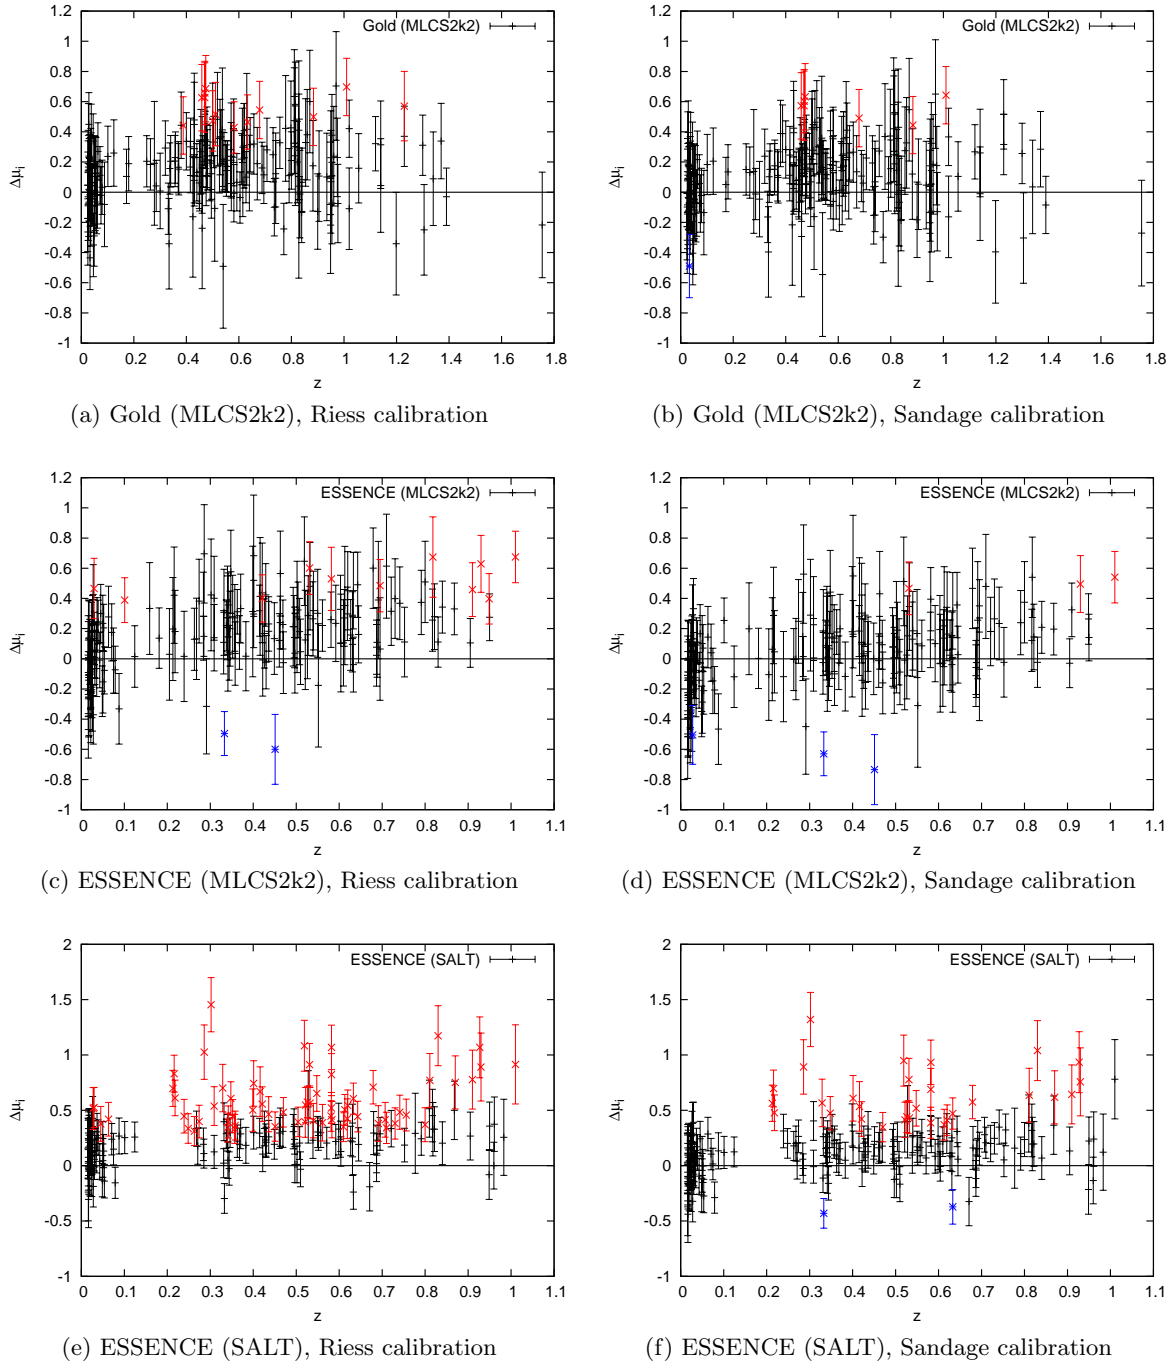 1.2
1
0.8
0.6
0.4
0.2
0
-0.2
-0.4
-0.6
-0.8
-1
Δμi
Gold (MLCS2k2)
0 0.2 0.4 0.6 0.8 1 1.2 1.4 1.6 1.8
z
(a) Gold (MLCS2k2), Riess calibration
1.2
1
0.8
0.6
0.4
0.2
0
-0.2
-0.4
-0.6
-0.8
-1
Δμi
Gold (MLCS2k2)
0 0.2 0.4 0.6 0.8 1 1.2 1.4 1.6 1.8
z
(b) Gold (MLCS2k2), Sandage calibration
1.2
1
0.8
0.6
0.4
0.2
0
-0.2
-0.4
-0.6
-0.8
-1
Δμi
ESSENCE (MLCS2k2)
0 0.1 0.2 0.3 0.4 0.5 0.6 0.7 0.8 0.9 1 1.1
z
(c) ESSENCE (MLCS2k2), Riess calibration
1.2
1
0.8
0.6
0.4
0.2
0
-0.2
-0.4
-0.6
-0.8
-1
Δμi
ESSENCE (MLCS2k2)
0 0.1 0.2 0.3 0.4 0.5 0.6 0.7 0.8 0.9 1 1.1
z
(d) ESSENCE (MLCS2k2), Sandage calibration
2
1.5
1
0.5
0
-0.5
-1
Δμi
ESSENCE (SALT)
0 0.1 0.2 0.3 0.4 0.5 0.6 0.7 0.8 0.9 1 1.1
z
(e) ESSENCE (SALT), Riess calibration
2
1.5
1
0.5
0
-0.5
-1
Δμi
ESSENCE (SALT)
0 0.1 0.2 0.3 0.4 0.5 0.6 0.7 0.8 0.9 1 1.1
z
(f) ESSENCE (SALT), Sandage calibration